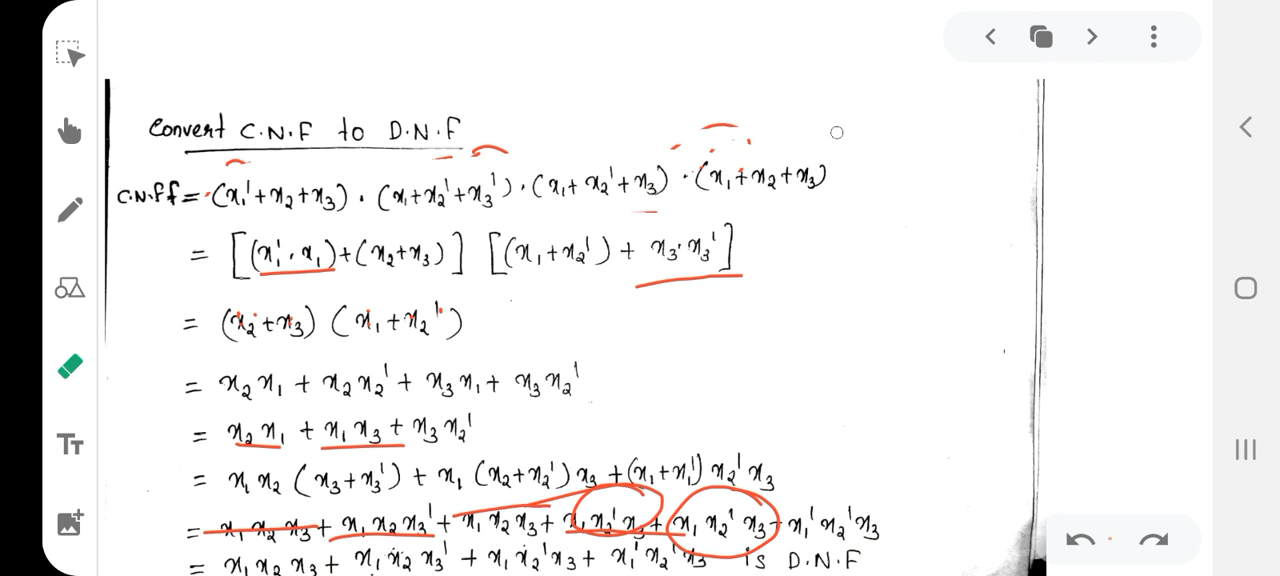 Convert C.N.F to D.N.F
C.N.F f = (x₁' + x₂ + x₃) · (x₁ + x₂' + x₃') · (x₁ + x₂' + x₃) · (x₁ + x₂ + x₃)
= [(x₁' · x₁) + (x₂ + x₃)] [(x₁ + x₂') + x₃ · x₃']
= (x₂ + x₃) (x₁ + x₂')
= x₂x₁ + x₂x₂' + x₃x₁ + x₃x₂'
= x₂x₁ + x₁x₃ + x₃x₂'
= x₁x₂(x₃ + x₃') + x₁(x₂ + x₂')x₃ + (x₁ + x₁')x₂'x₃
= x₁x₂x₃ + x₁x₂x₃' + x₁x₂x₃ + x₁x₂'x₃ + x₁x₂'x₃ + x₁'x₂'x₃
= x₁x₂x₃ + x₁x₂x₃' + x₁x₂'x₃ + x₁'x₂'x₃ is D.N.F
TT